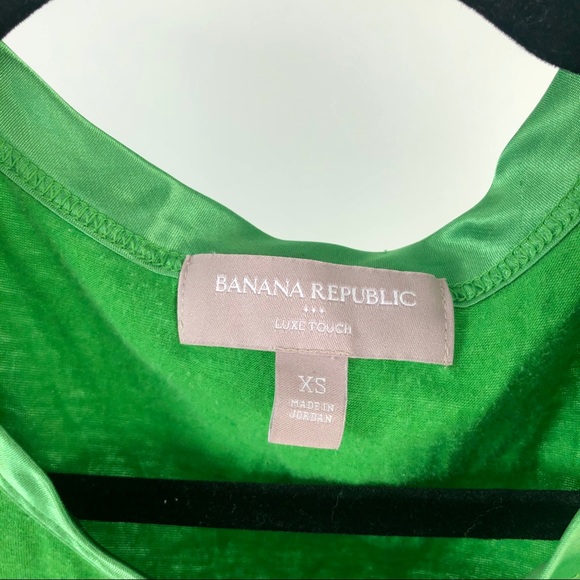 BANANA REPUBLIC
LUXE TOUCH
XS
MADE IN
JORDAN